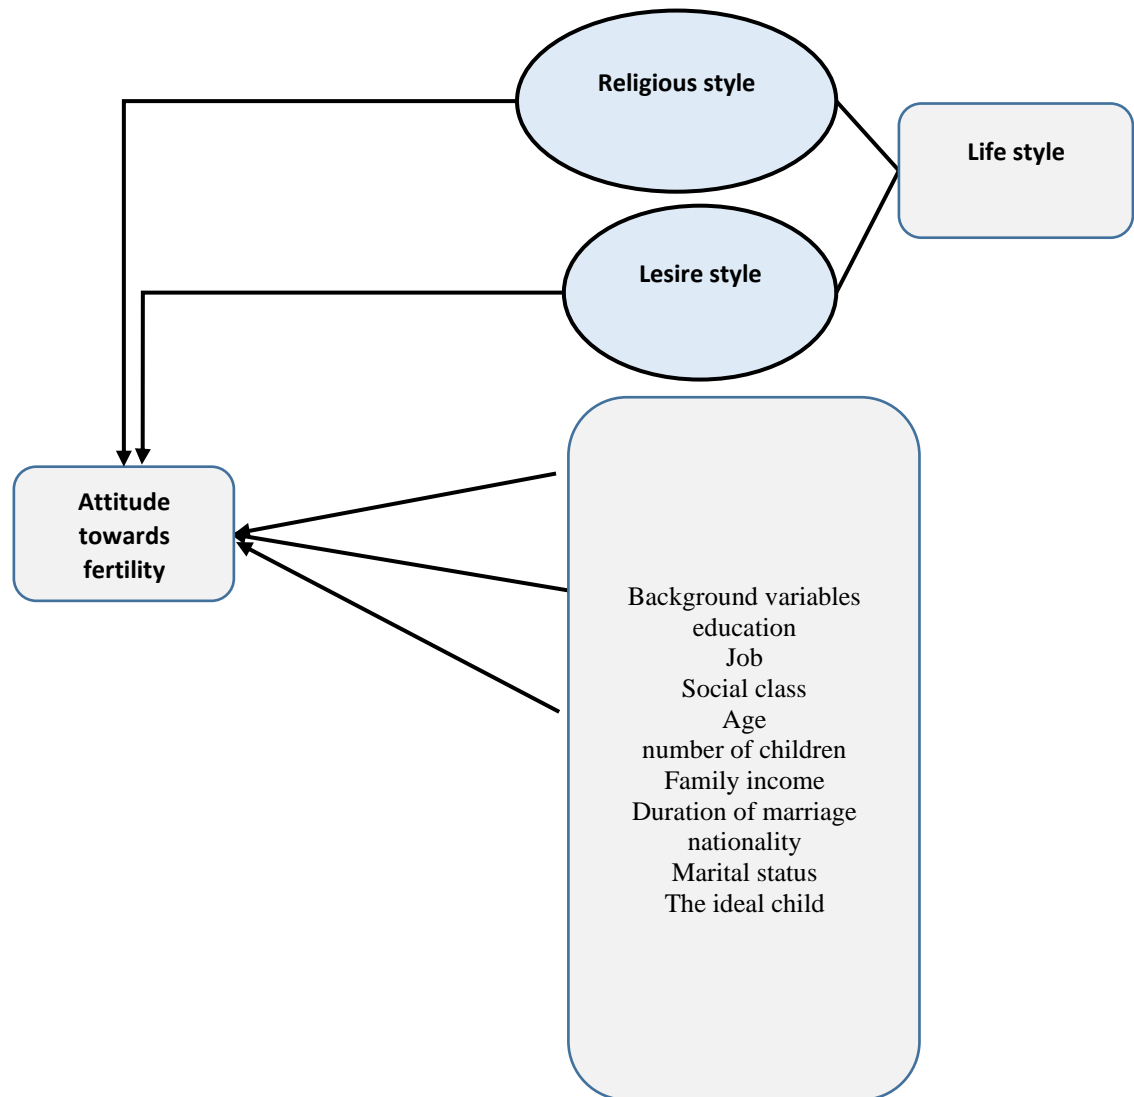 Religious style
Life style
Lesire style
Attitude
towards
fertility
Background variables
education
Job
Social class
Age
number of children
Family income
Duration of marriage
nationality
Marital status
The ideal child